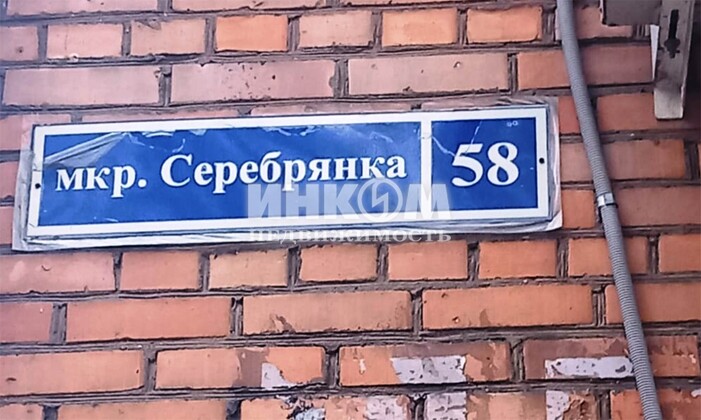 мкр. Серебрянка 58
ИНКОМ
НЕДВИЖИМОСТЬ